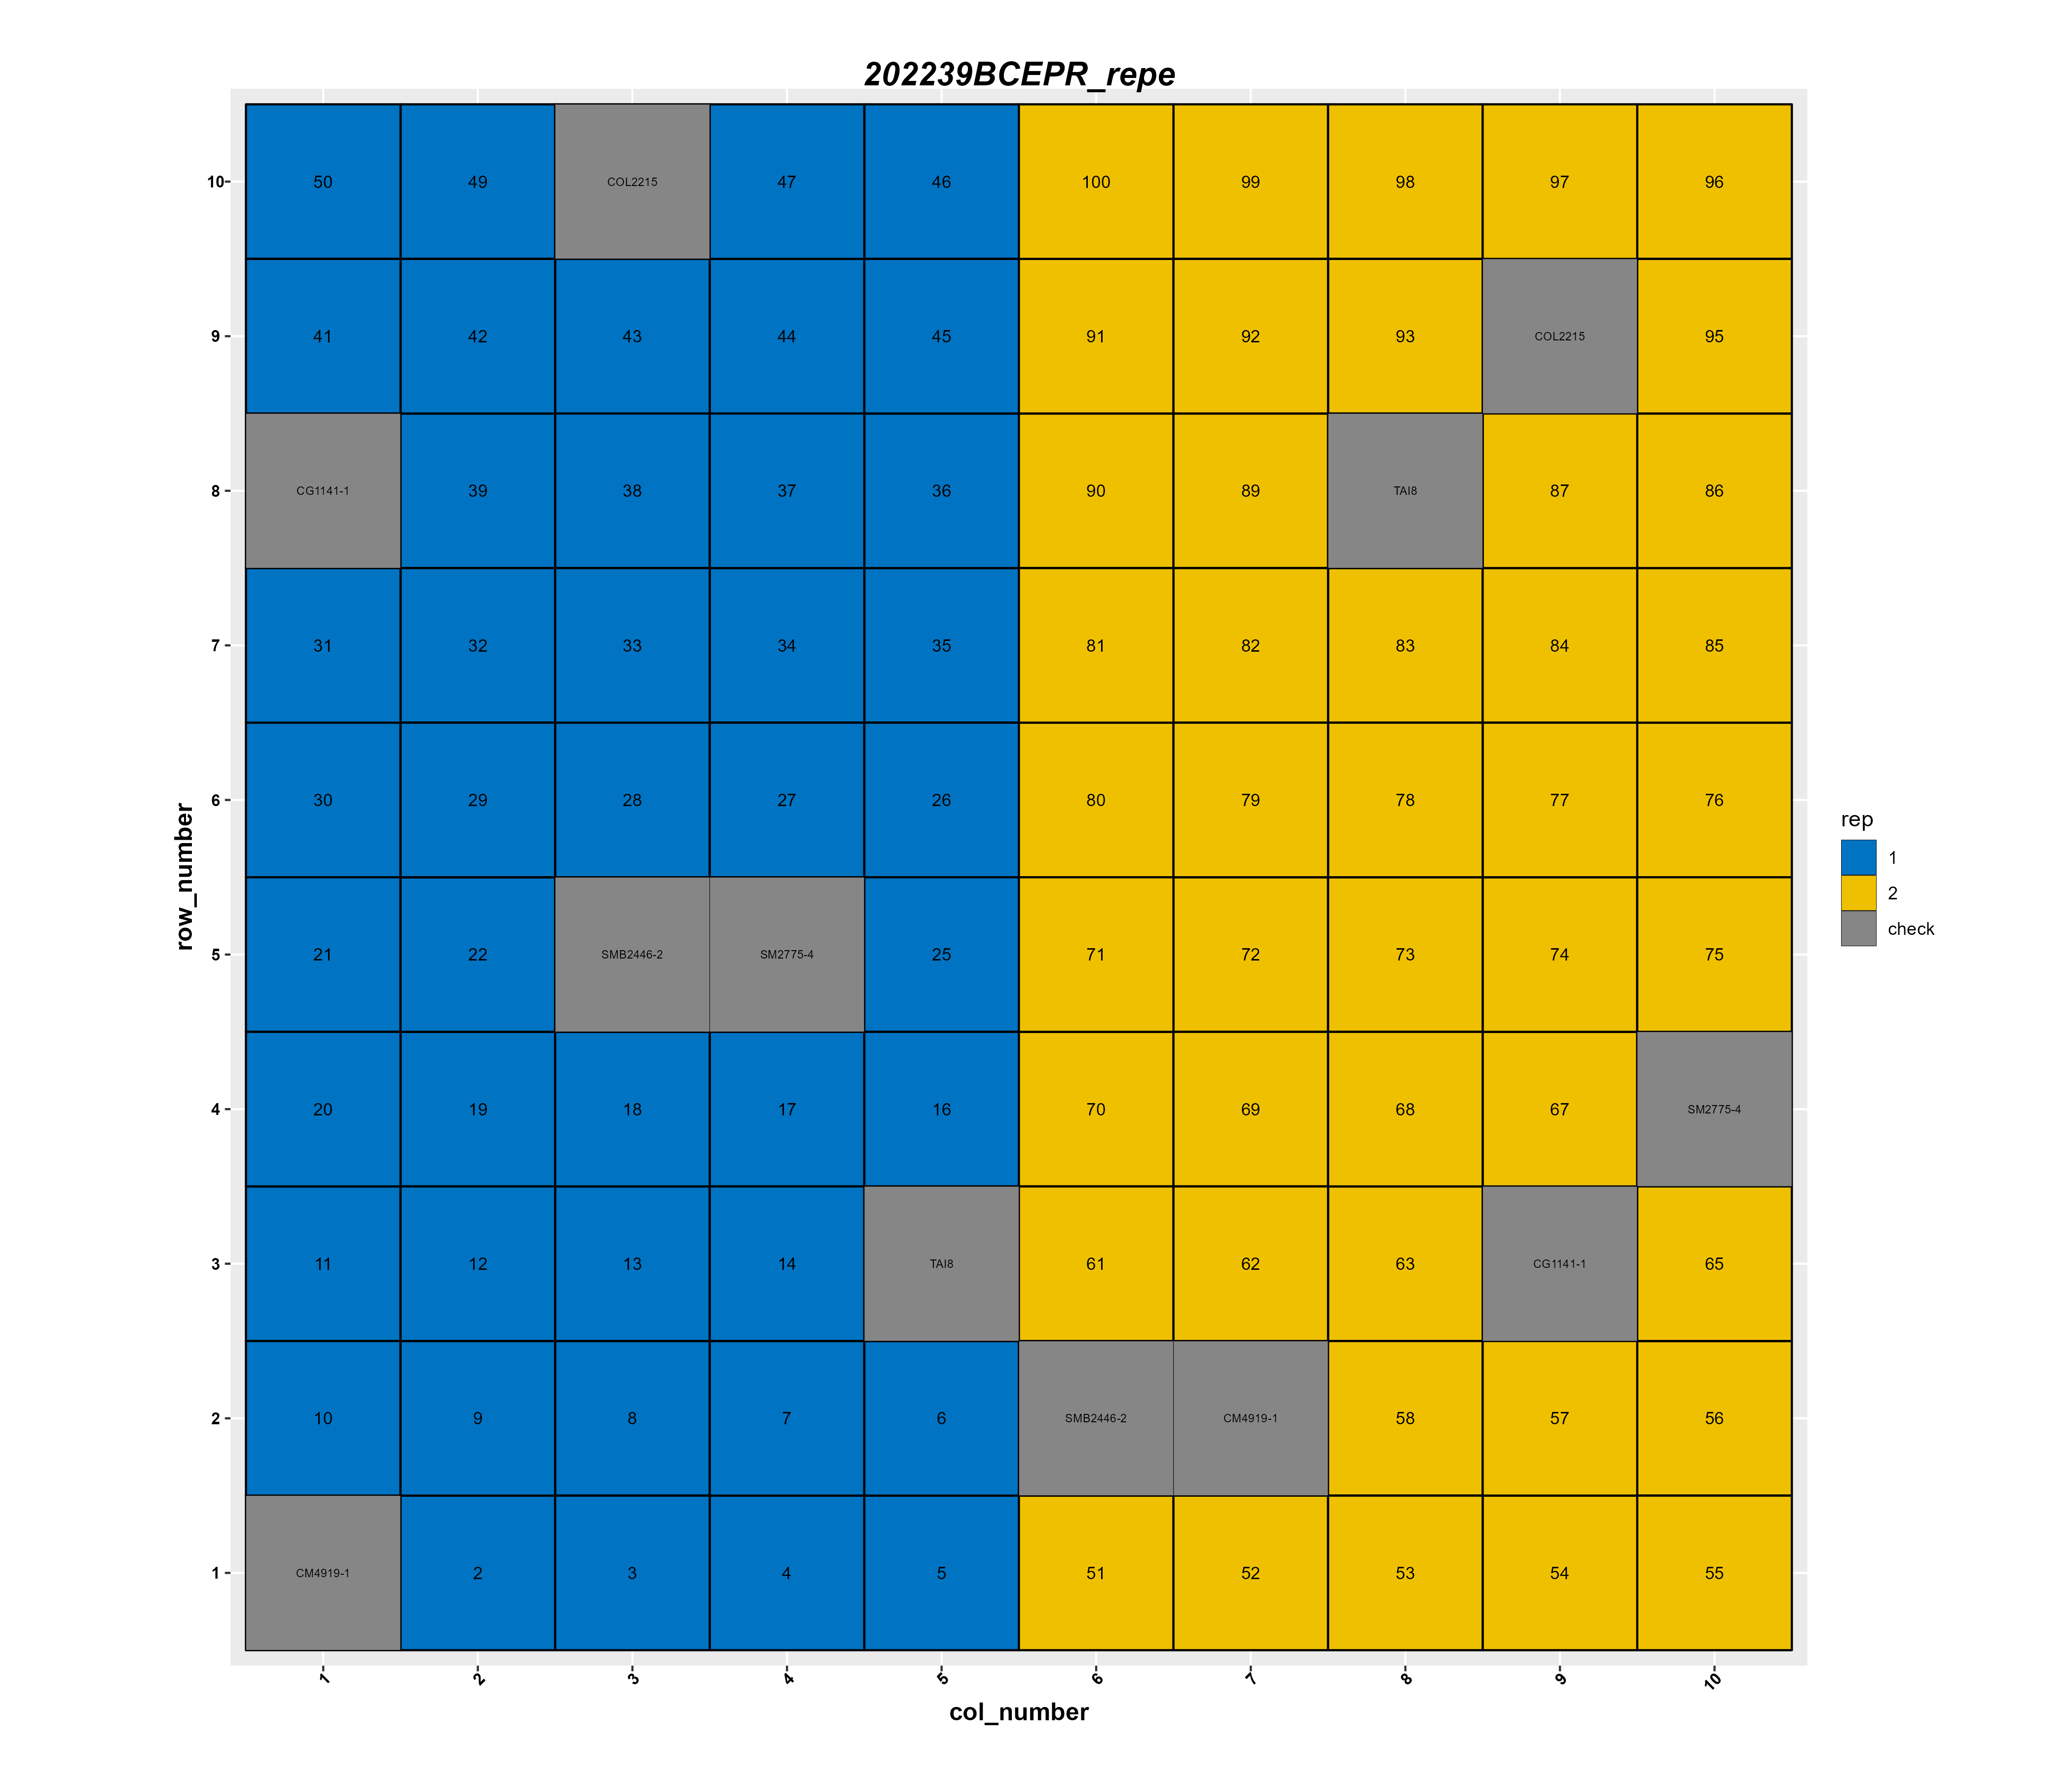 202239BCEPR_repe
10 50 49 COL2215 47 46 100 99 98 97 96
9 41 42 43 44 45 91 92 93 COL2215 95
8 CG1141-1 39 38 37 36 90 89 TAI8 87 86
7 31 32 33 34 35 81 82 83 84 85
6 30 29 28 27 26 80 79 78 77 76
5 21 22 SMB2446-2 SM2775-4 25 71 72 73 74 75
4 20 19 18 17 16 70 69 68 67 SM2775-4
3 11 12 13 14 TAI8 61 62 63 CG1141-1 65
2 10 9 8 7 6 SMB2446-2 CM4919-1 58 57 56
1 CM4919-1 2 3 4 5 51 52 53 54 55
1 2 3 4 5 6 7 8 9 10
col_number
row_number
rep
1
2
check